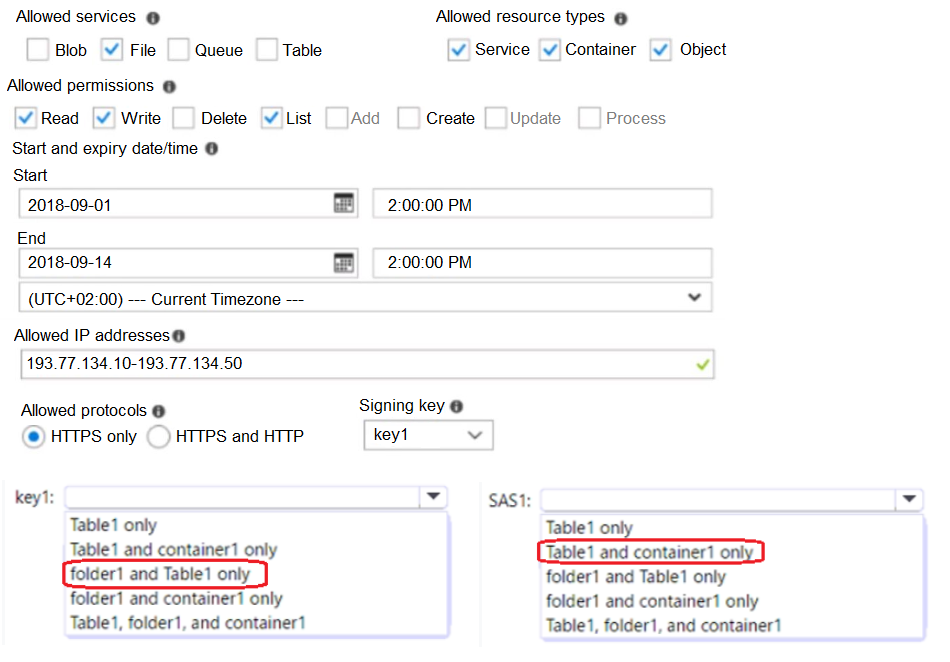 Allowed services Allowed resource types
Blob File Queue Table Service Container Object
Allowed permissions
Read Write Delete List Add Create Update Process
Start and expiry date/time
Start
2018-09-01 2:00:00 PM
End
2018-09-14 2:00:00 PM
(UTC+02:00) --- Current Timezone ---
Allowed IP addresses
193.77.134.10-193.77.134.50
Allowed protocols Signing key
HTTPS only HTTPS and HTTP key1
key1:
Table1 only
Table1 and container1 only
folder1 and Table1 only
folder1 and container1 only
Table1, folder1, and container1
SAS1:
Table1 only
Table1 and container1 only
folder1 and Table1 only
folder1 and container1 only
Table1, folder1, and container1